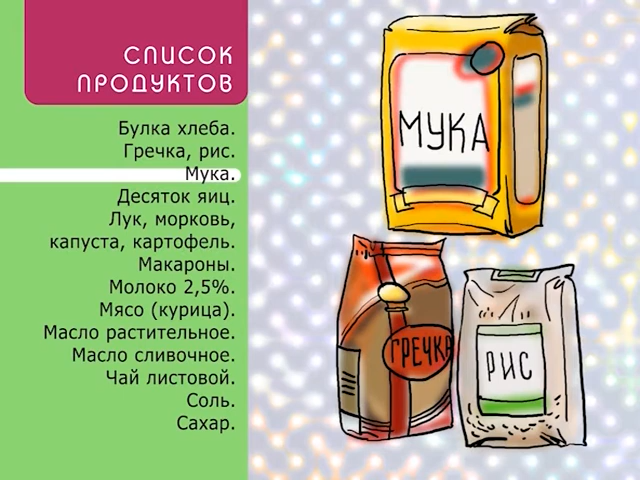 СПИСОК
ПРОДУКТОВ
Булка хлеба.
Гречка, рис.
Мука.
Десяток яиц.
Лук, морковь,
капуста, картофель.
Макароны.
Молоко 2,5%.
Мясо (курица).
Масло растительное.
Масло сливочное.
Чай листовой.
Соль.
Сахар.
МУКА
ГРЕЧКА
РИС